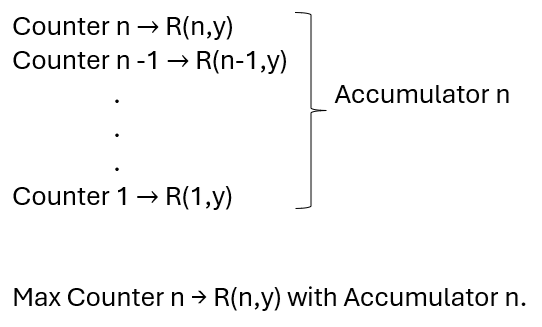 Counter n → R(n,y)
Counter n -1 → R(n-1,y)
Accumulator n
.
.
.
Counter 1 → R(1,y)
Max Counter n → R(n,y) with Accumulator n.